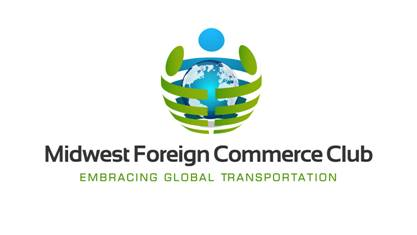 Midwest Foreign Commerce Club
EMBRACING GLOBAL TRANSPORTATION